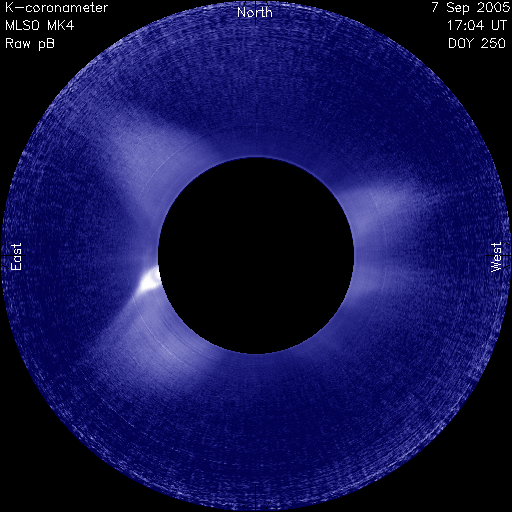 K-coronameter
MLSO MK4
Raw pB
North
7 Sep 2005
17:04 UT
DOY 250
East
West